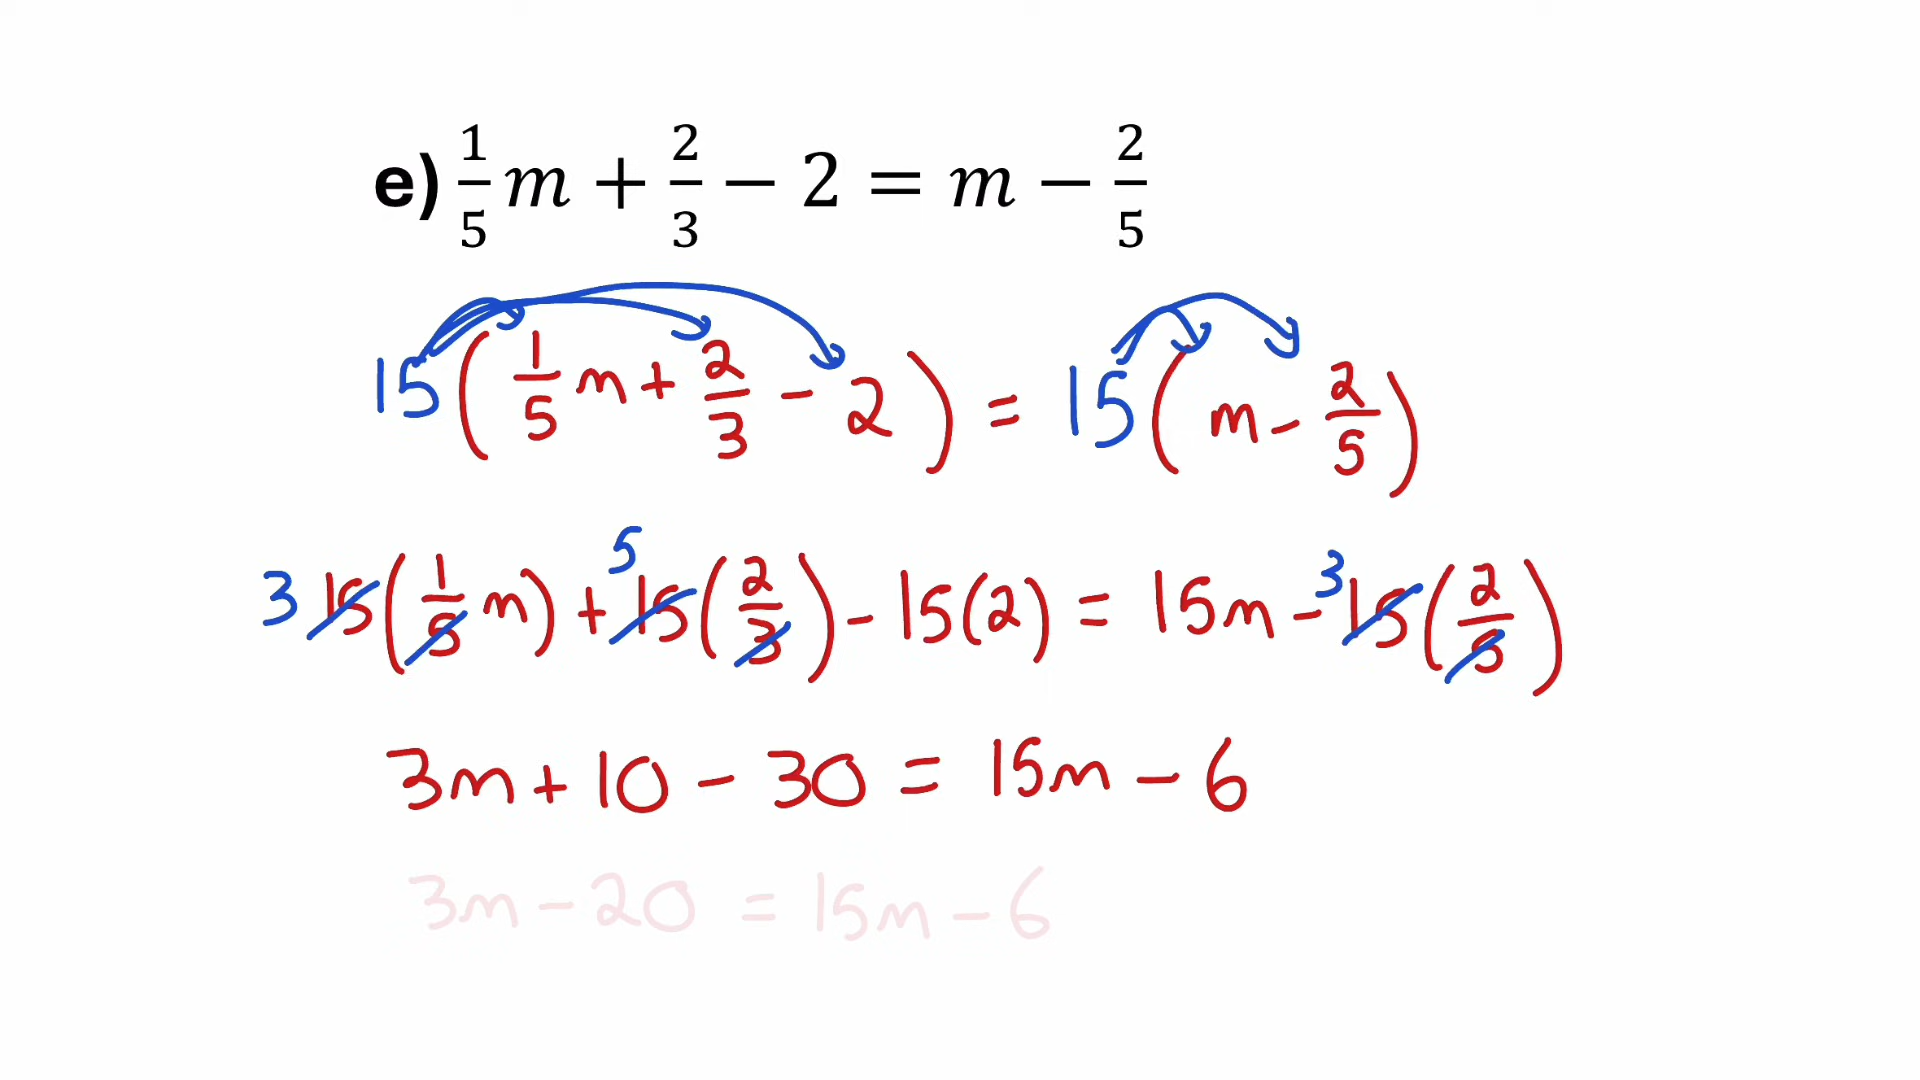 e) 1/5 m + 2/3 − 2 = m − 2/5
15(1/5 m + 2/3 − 2) = 15(m − 2/5)
3 15(1/5 m) + 5 15(2/3) − 15(2) = 15m − 3 15(2/5)
3m + 10 − 30 = 15m − 6
3m − 20 = 15m − 6